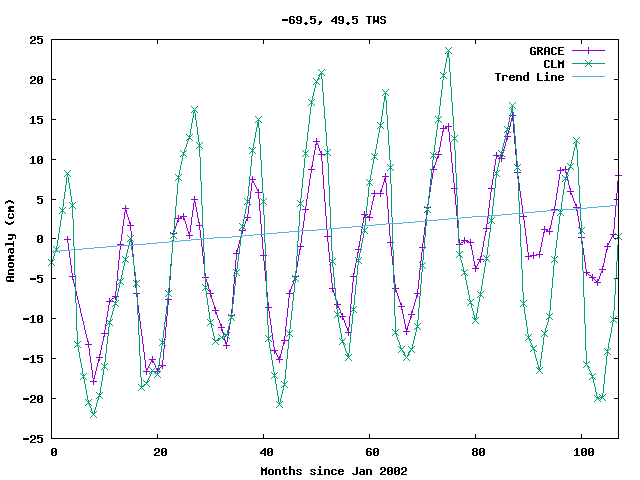 -69.5, 49.5 TWS
GRACE
CLM
Trend Line
25
20
15
10
5
0
-5
-10
-15
-20
-25
Anomaly (cm)
0 20 40 60 80 100
Months since Jan 2002